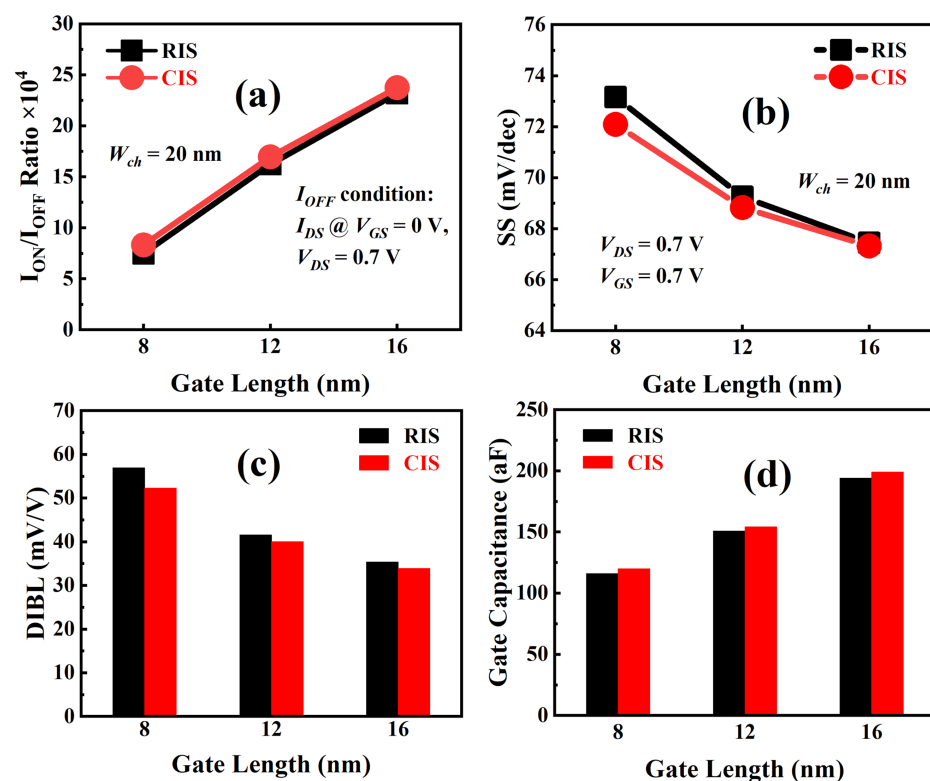 30
25
20
15
10
5
0
I_ON/I_OFF Ratio ×10^4
RIS
CIS
(a)
W_ch = 20 nm
I_OFF condition:
I_DS @ V_GS = 0 V,
V_DS = 0.7 V
8 12 16
Gate Length (nm)
76
74
72
70
68
66
64
SS (mV/dec)
RIS
CIS
(b)
W_ch = 20 nm
V_DS = 0.7 V
V_GS = 0.7 V
8 12 16
Gate Length (nm)
70
60
50
40
30
20
10
0
DIBL (mV/V)
RIS
CIS
(c)
8 12 16
Gate Length (nm)
250
200
150
100
50
0
Gate Capacitance (aF)
RIS
CIS
(d)
8 12 16
Gate Length (nm)